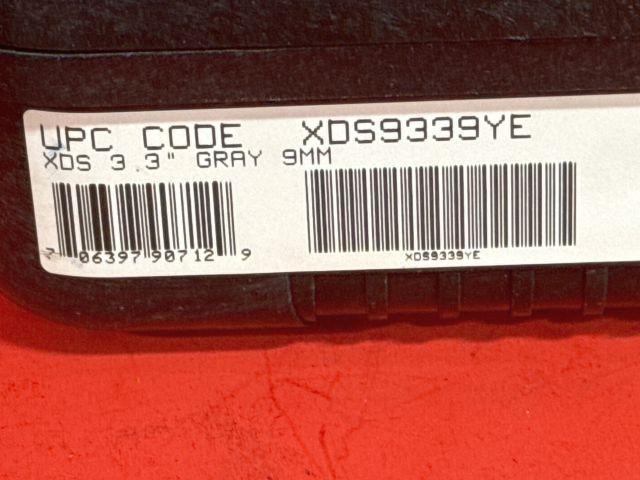 UPC CODE XDS9339YE
XDS 3.3" GRAY 9MM
7 06397 90712 9
XDS9339YE